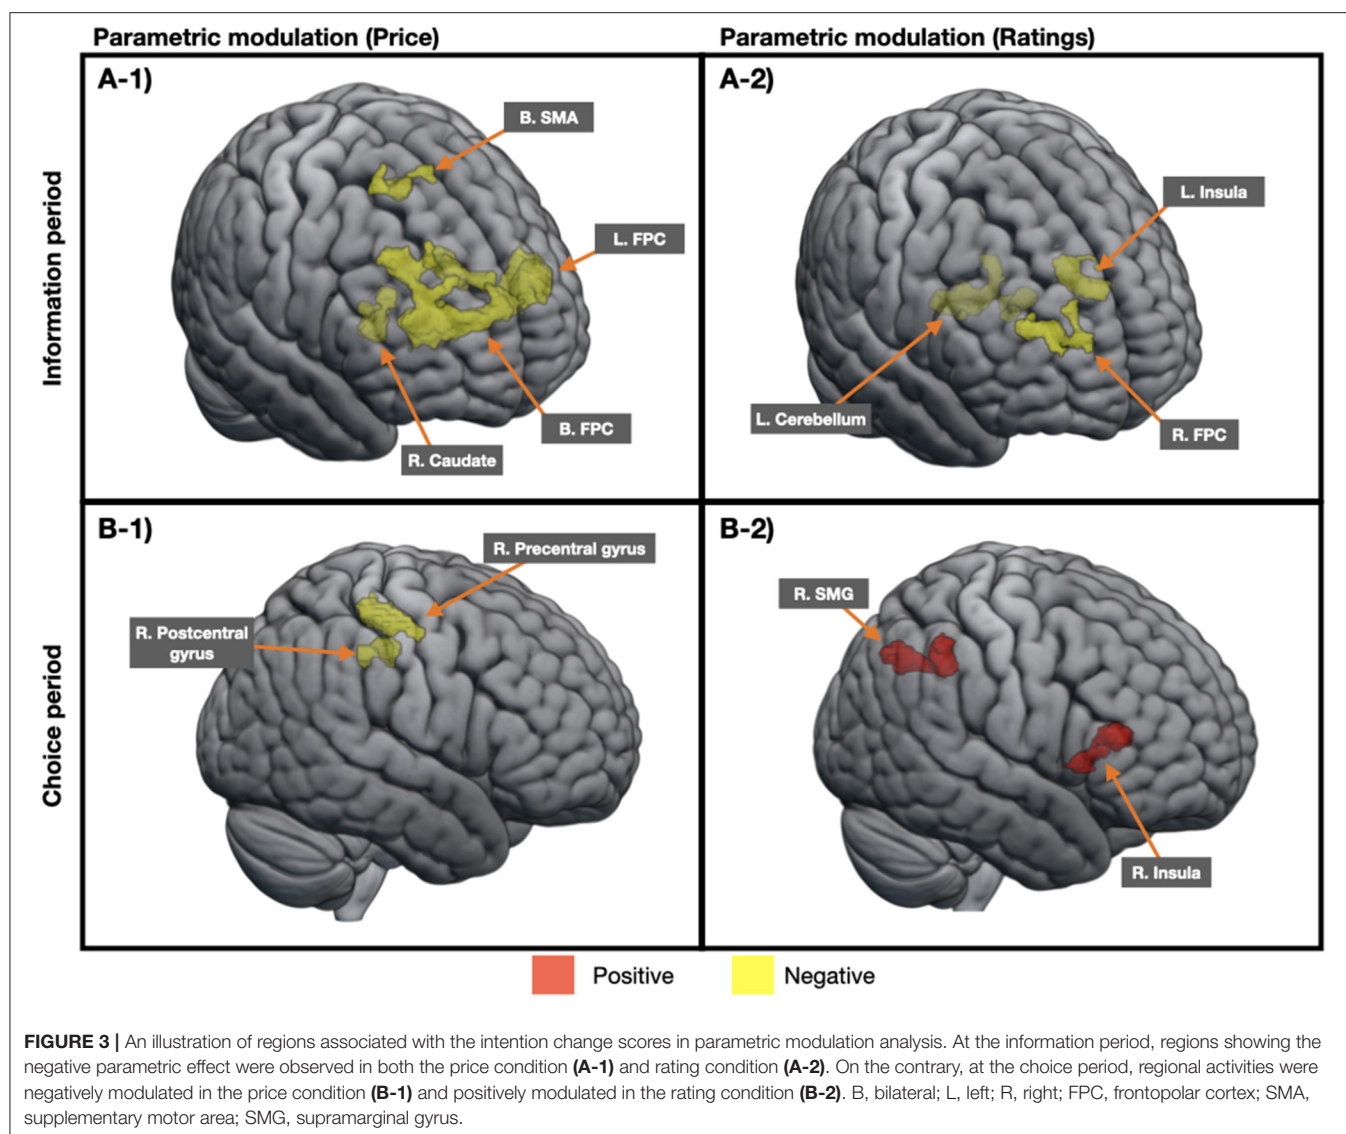 Parametric modulation (Price)
Parametric modulation (Ratings)
Information period
A-1)
B. SMA
L. FPC
B. FPC
R. Caudate
A-2)
L. Insula
L. Cerebellum
R. FPC
Choice period
B-1)
R. Precentral gyrus
R. Postcentral
gyrus
B-2)
R. SMG
R. Insula
Positive
Negative
FIGURE 3 | An illustration of regions associated with the intention change scores in parametric modulation analysis. At the information period, regions showing the
negative parametric effect were observed in both the price condition (A-1) and rating condition (A-2). On the contrary, at the choice period, regional activities were
negatively modulated in the price condition (B-1) and positively modulated in the rating condition (B-2). B, bilateral; L, left; R, right; FPC, frontopolar cortex; SMA,
supplementary motor area; SMG, supramarginal gyrus.